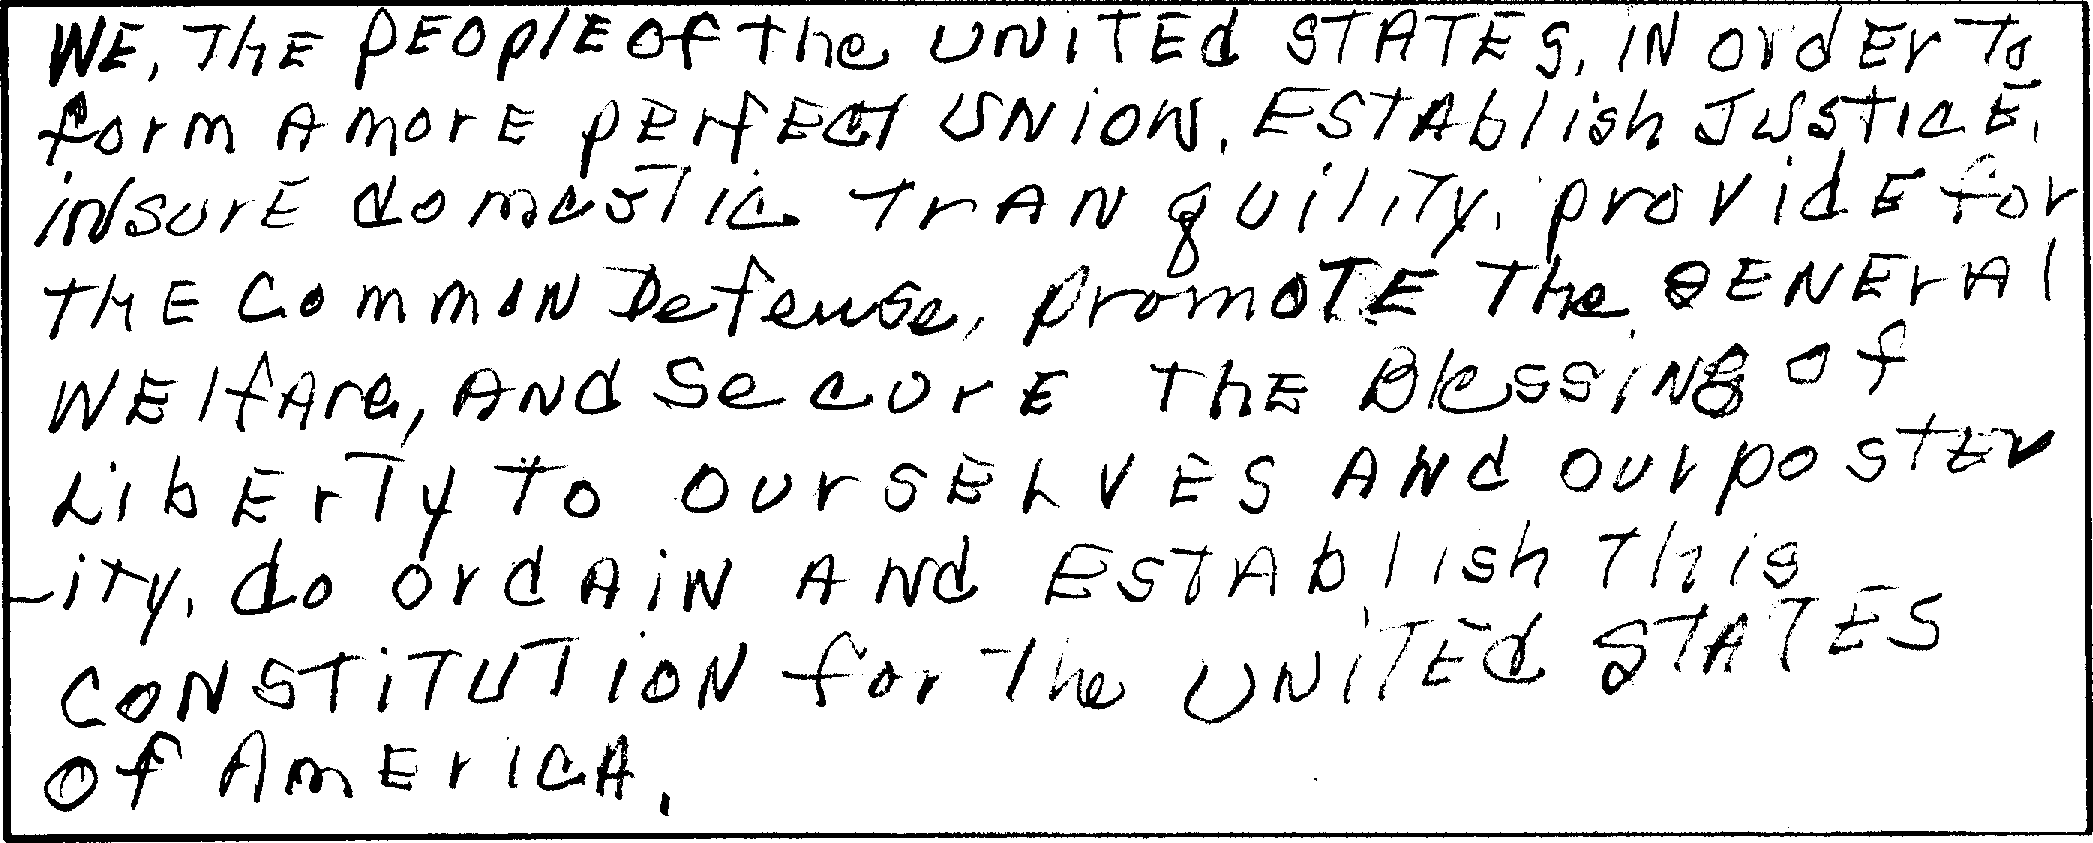 WE, ThE PEOplE Of The UNiTEd STATES, iN OrdEr To
form A morE pErfECT UNiON, ESTAblish JUSTiCE,
iNSUrE domesTic TrANquiliTy, providE for
ThE CommON Defense, promOTE The GENErAl
WElfAre, ANd SecUrE ThE BlessiNg of
LibErTy To OUrSELVES ANd OUr posTEr
-iTy, do OrdAiN ANd ESTAblish This
CONSTiTUTiON for The UNiTEd STATES
Of AmEriCA.